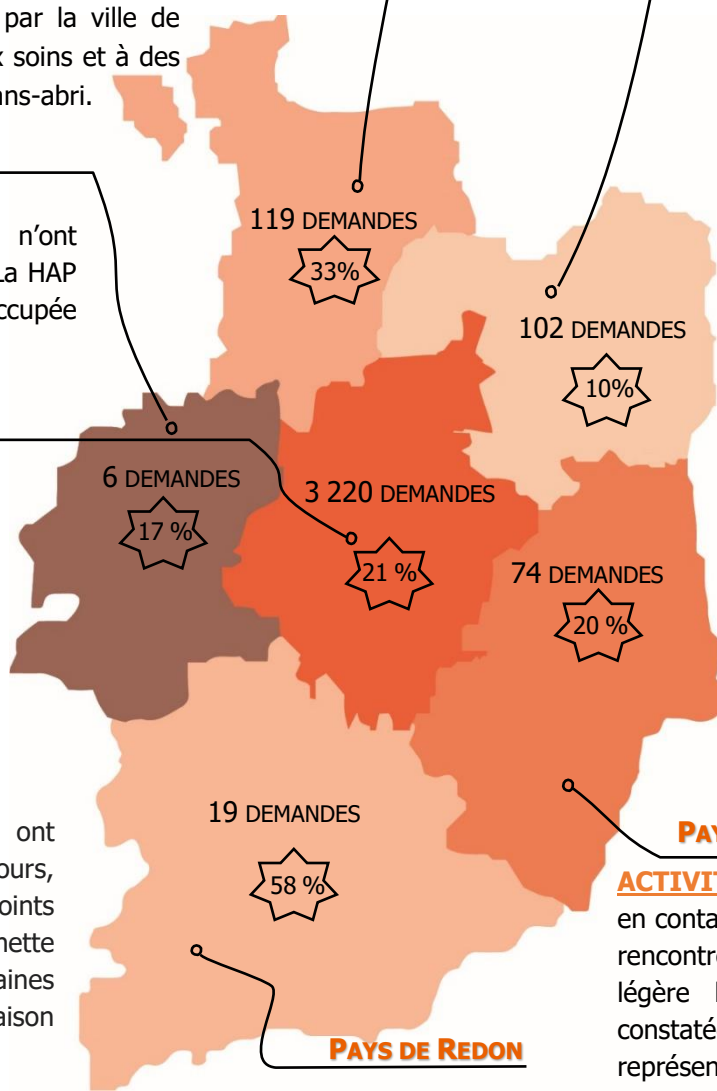 par la ville de
soins et à des
ans-abri.
n'ont
La HAP
occupée
119 DEMANDES
33%
102 DEMANDES
10%
6 DEMANDES
17 %
3 220 DEMANDES
21 %
74 DEMANDES
20 %
19 DEMANDES
58 %
ont
ours,
oints
nette
aines
aison
PAYS DE REDON
PAY
ACTIVIT
en conta
rencontre
légère
constaté
représen